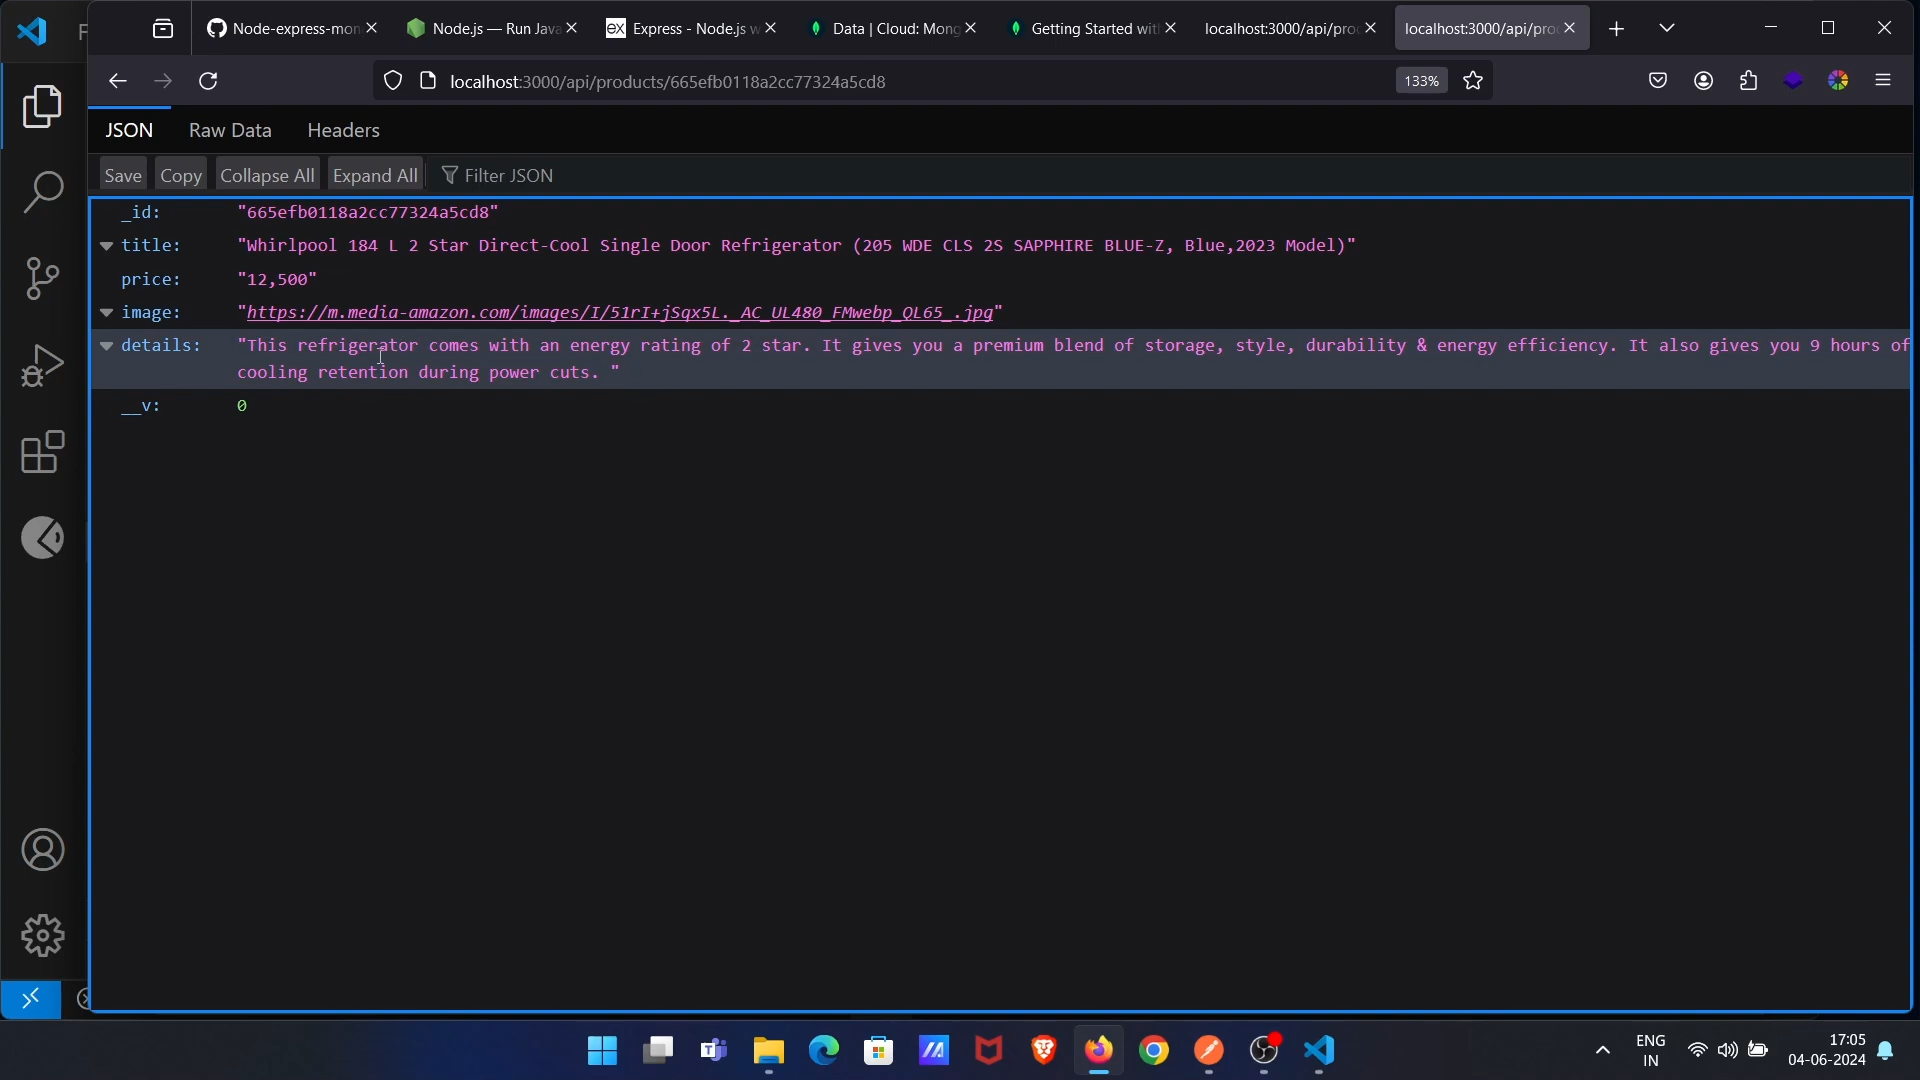 Node-express-mon
Node.js — Run Java
Express - Node.js w
Data | Cloud: Mong
Getting Started wit
localhost:3000/api/pro
localhost:3000/api/pro
localhost:3000/api/products/665efb0118a2cc77324a5cd8
133%
JSON Raw Data Headers
Save Copy Collapse All Expand All Filter JSON
_id: "665efb0118a2cc77324a5cd8"
title: "Whirlpool 184 L 2 Star Direct-Cool Single Door Refrigerator (205 WDE CLS 2S SAPPHIRE BLUE-Z, Blue,2023 Model)"
price: "12,500"
image: "https://m.media-amazon.com/images/I/51rI+jSqx5L._AC_UL480_FMwebp_QL65_.jpg"
details: "This refrigerator comes with an energy rating of 2 star. It gives you a premium blend of storage, style, durability & energy efficiency. It also gives you 9 hours of
cooling retention during power cuts. "
__v: 0
ENG
IN
17:05
04-06-2024